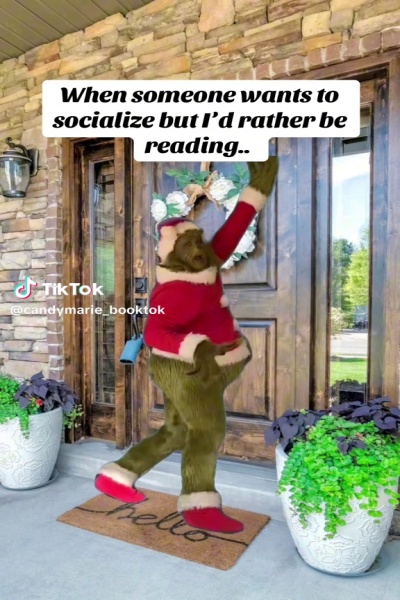 When someone wants to
socialize but I'd rather be
reading..
TikTok
@candymarie_booktok
hello